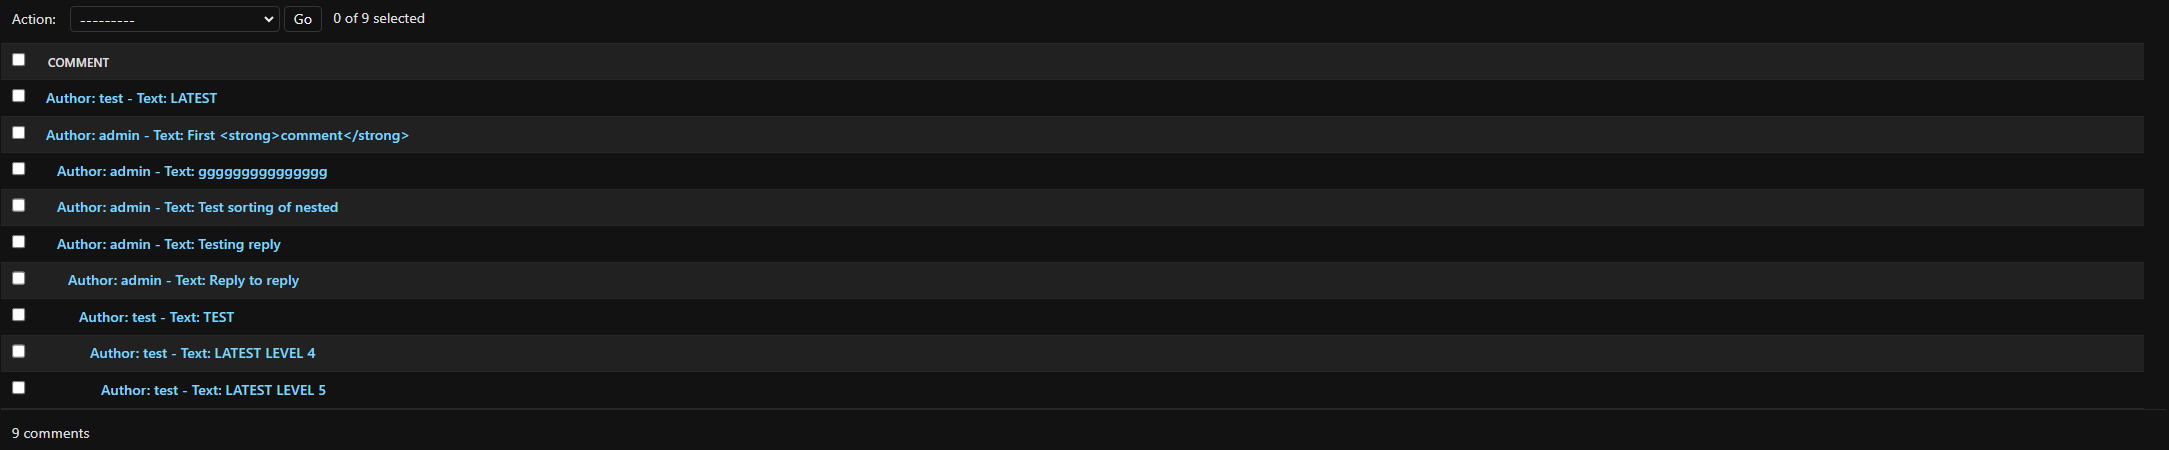 Action: --------- Go 0 of 9 selected
COMMENT
Author: test - Text: LATEST
Author: admin - Text: First <strong>comment</strong>
Author: admin - Text: ggggggggggggggg
Author: admin - Text: Test sorting of nested
Author: admin - Text: Testing reply
Author: admin - Text: Reply to reply
Author: test - Text: TEST
Author: test - Text: LATEST LEVEL 4
Author: test - Text: LATEST LEVEL 5
9 comments